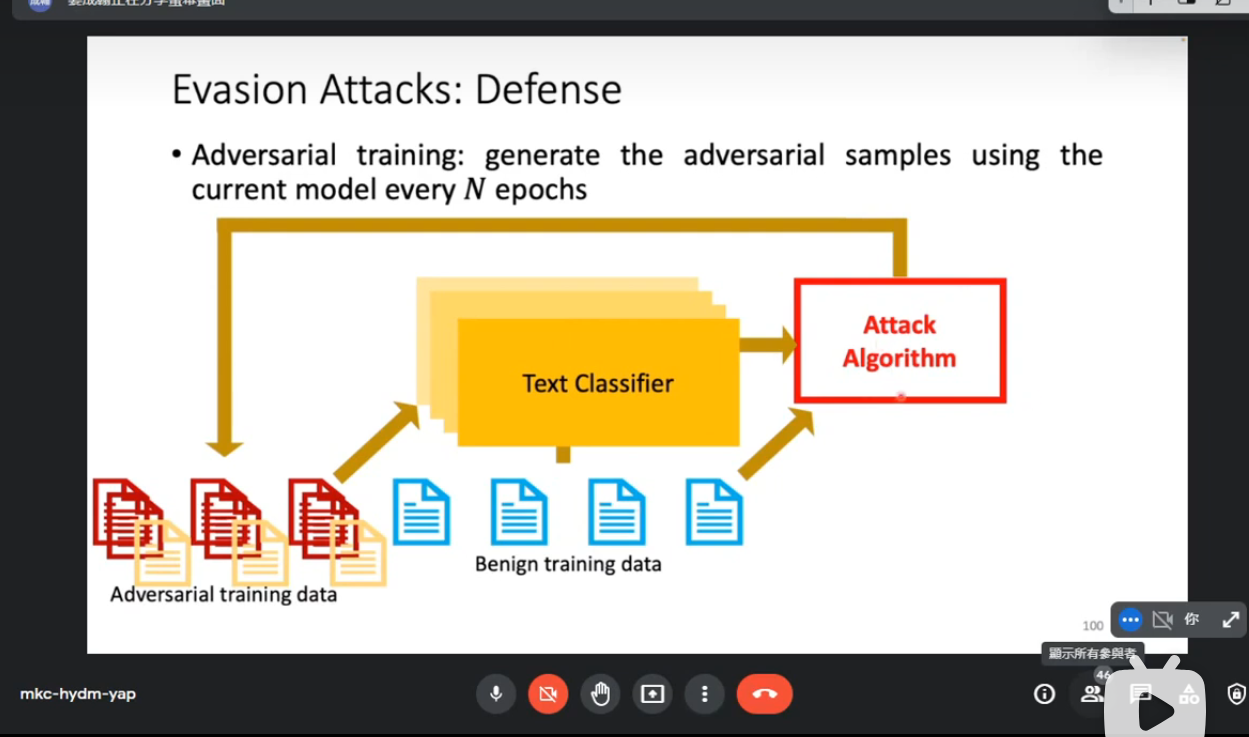 Evasion Attacks: Defense
• Adversarial training: generate the adversarial samples using the
current model every N epochs
Attack
Algorithm
Text Classifier
Benign training data
Adversarial training data
100
你
顯示所有參與者
46
mkc-hydm-yap